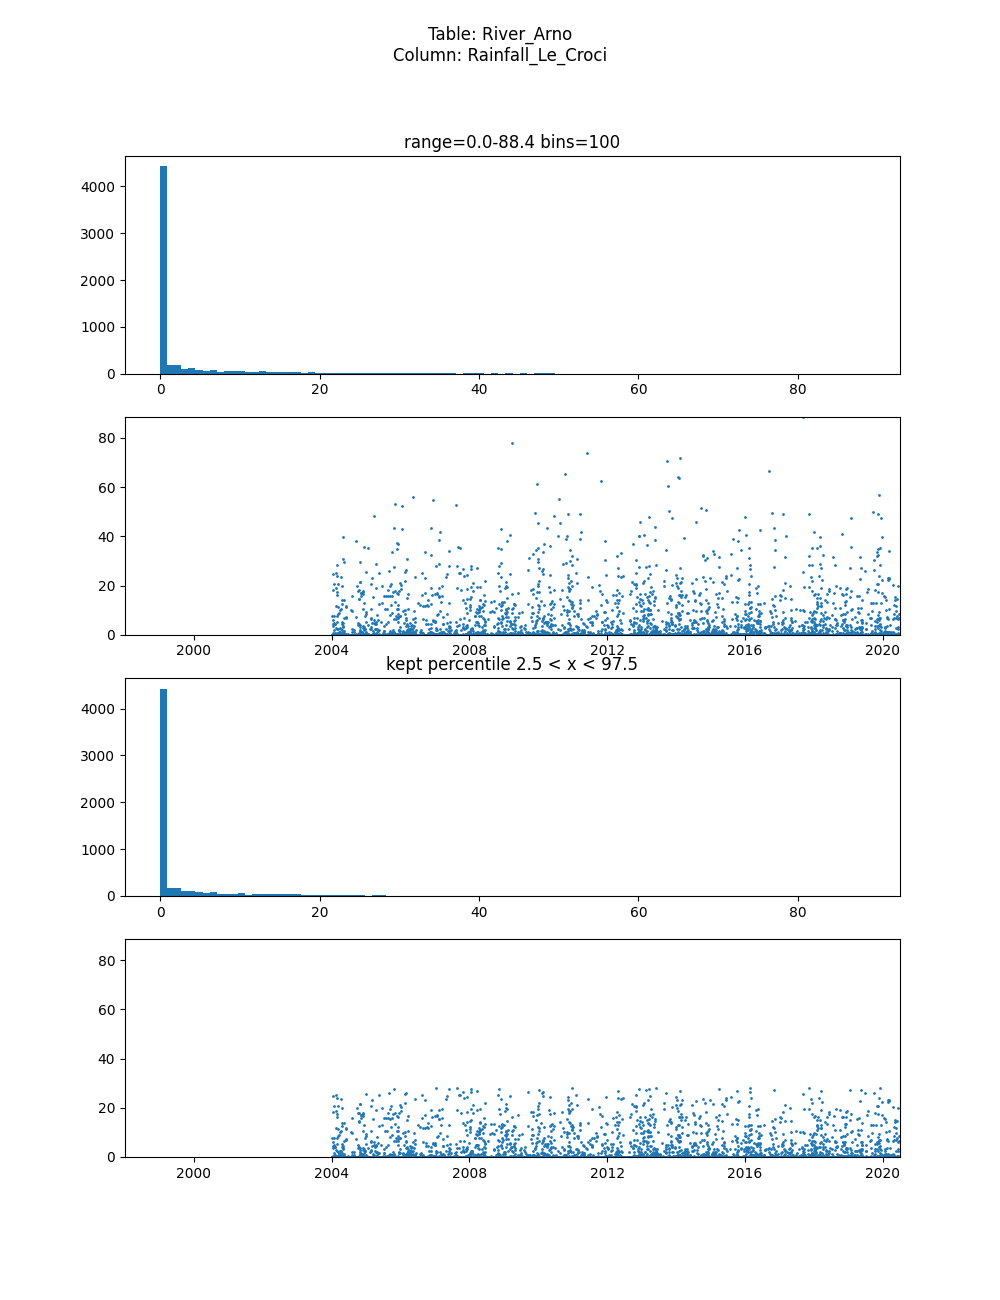 Table: River_Arno
Column: Rainfall_Le_Croci
range=0.0-88.4 bins=100
4000
3000
2000
1000
0
0 20 40 60 80
80
60
40
20
0
2000 2004 2008 2012 2016 2020
kept percentile 2.5 < x < 97.5
4000
3000
2000
1000
0
0 20 40 60 80
80
60
40
20
0
2000 2004 2008 2012 2016 2020